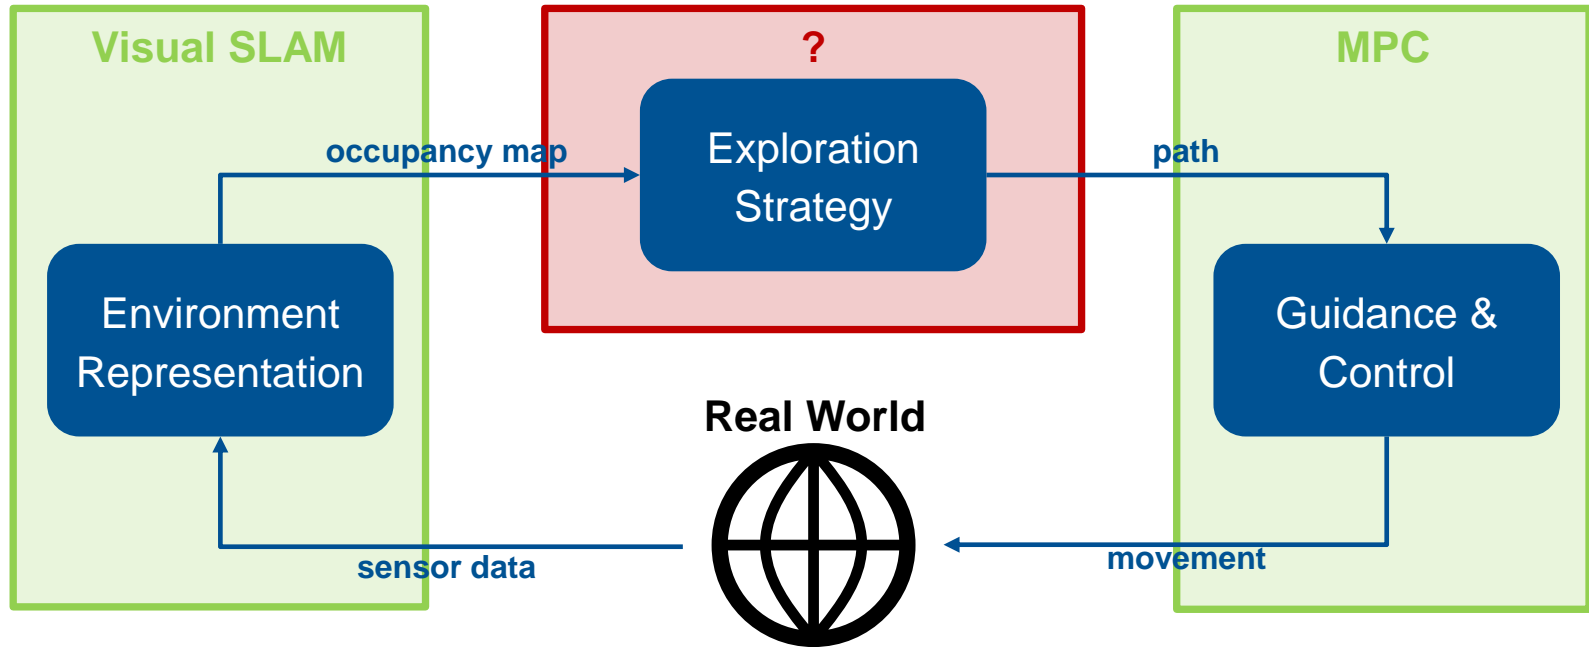 Visual SLAM
?
MPC
occupancy map
Exploration
Strategy
path
Environment
Representation
Guidance &
Control
Real World
sensor data
movement